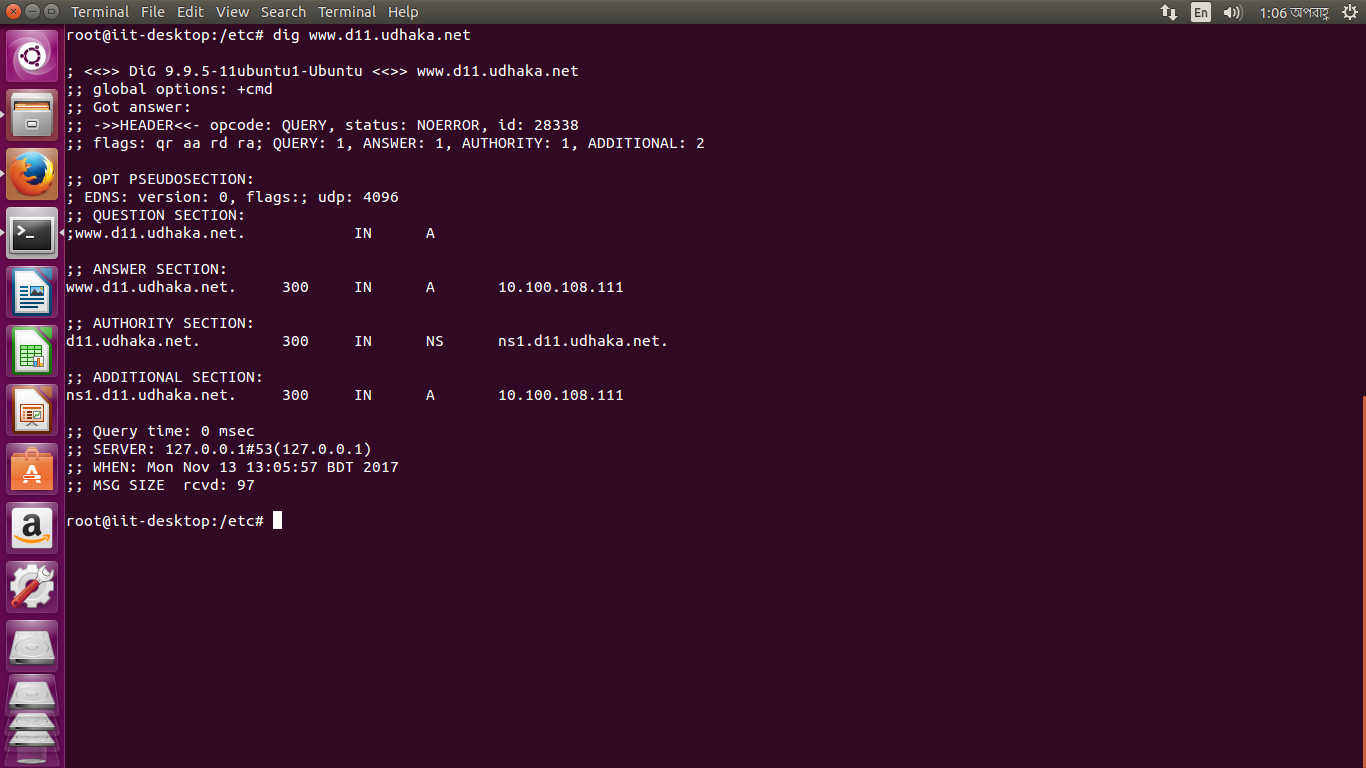 Terminal File Edit View Search Terminal Help En 1:06 অপরাহ্ণ
root@iit-desktop:/etc# dig www.d11.udhaka.net
; <<>> DiG 9.9.5-11ubuntu1-Ubuntu <<>> www.d11.udhaka.net
;; global options: +cmd
;; Got answer:
;; ->>HEADER<<- opcode: QUERY, status: NOERROR, id: 28338
;; flags: qr aa rd ra; QUERY: 1, ANSWER: 1, AUTHORITY: 1, ADDITIONAL: 2
;; OPT PSEUDOSECTION:
; EDNS: version: 0, flags:; udp: 4096
;; QUESTION SECTION:
;www.d11.udhaka.net. IN A
;; ANSWER SECTION:
www.d11.udhaka.net. 300 IN A 10.100.108.111
;; AUTHORITY SECTION:
d11.udhaka.net. 300 IN NS ns1.d11.udhaka.net.
;; ADDITIONAL SECTION:
ns1.d11.udhaka.net. 300 IN A 10.100.108.111
;; Query time: 0 msec
;; SERVER: 127.0.0.1#53(127.0.0.1)
;; WHEN: Mon Nov 13 13:05:57 BDT 2017
;; MSG SIZE rcvd: 97
root@iit-desktop:/etc#